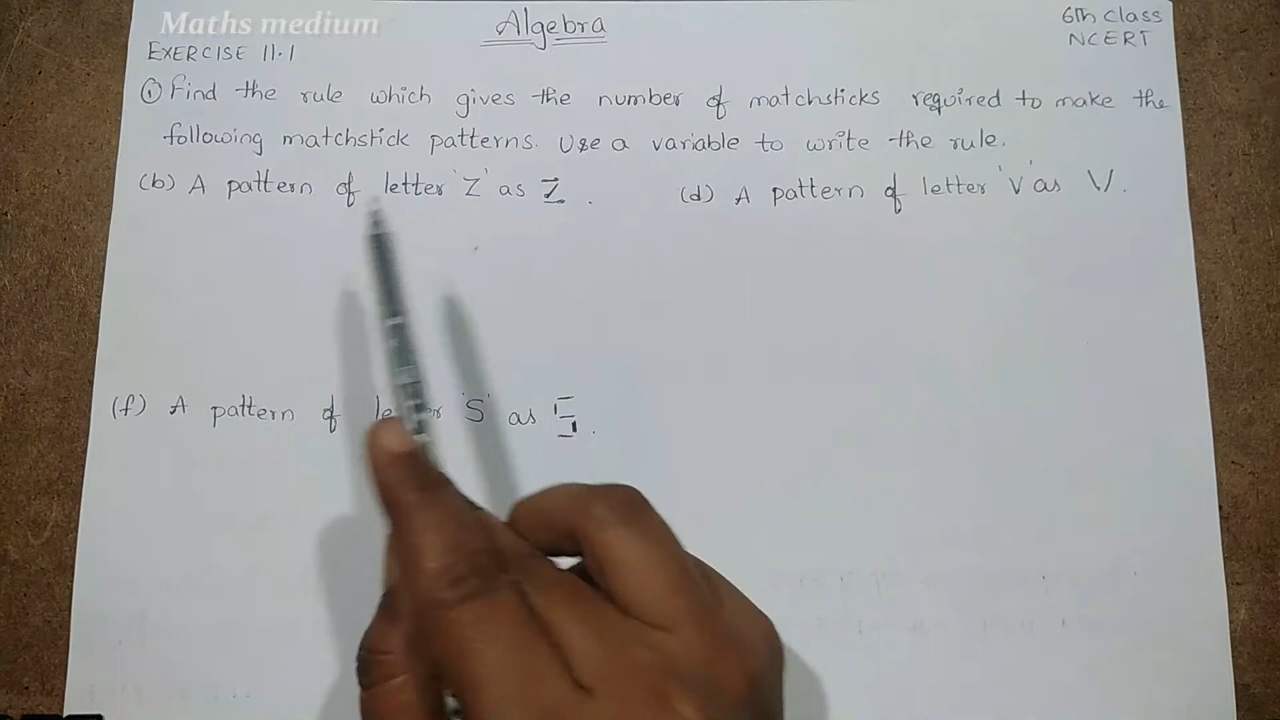 Maths medium
Algebra
6th Class
NCERT
EXERCISE 11.1
① Find the rule which gives the number of matchsticks required to make the
following matchstick patterns. Use a variable to write the rule.
(b) A pattern of letter 'Z' as Z.
(d) A pattern of letter 'V' as V.
(f) A pattern of 'S' as S.